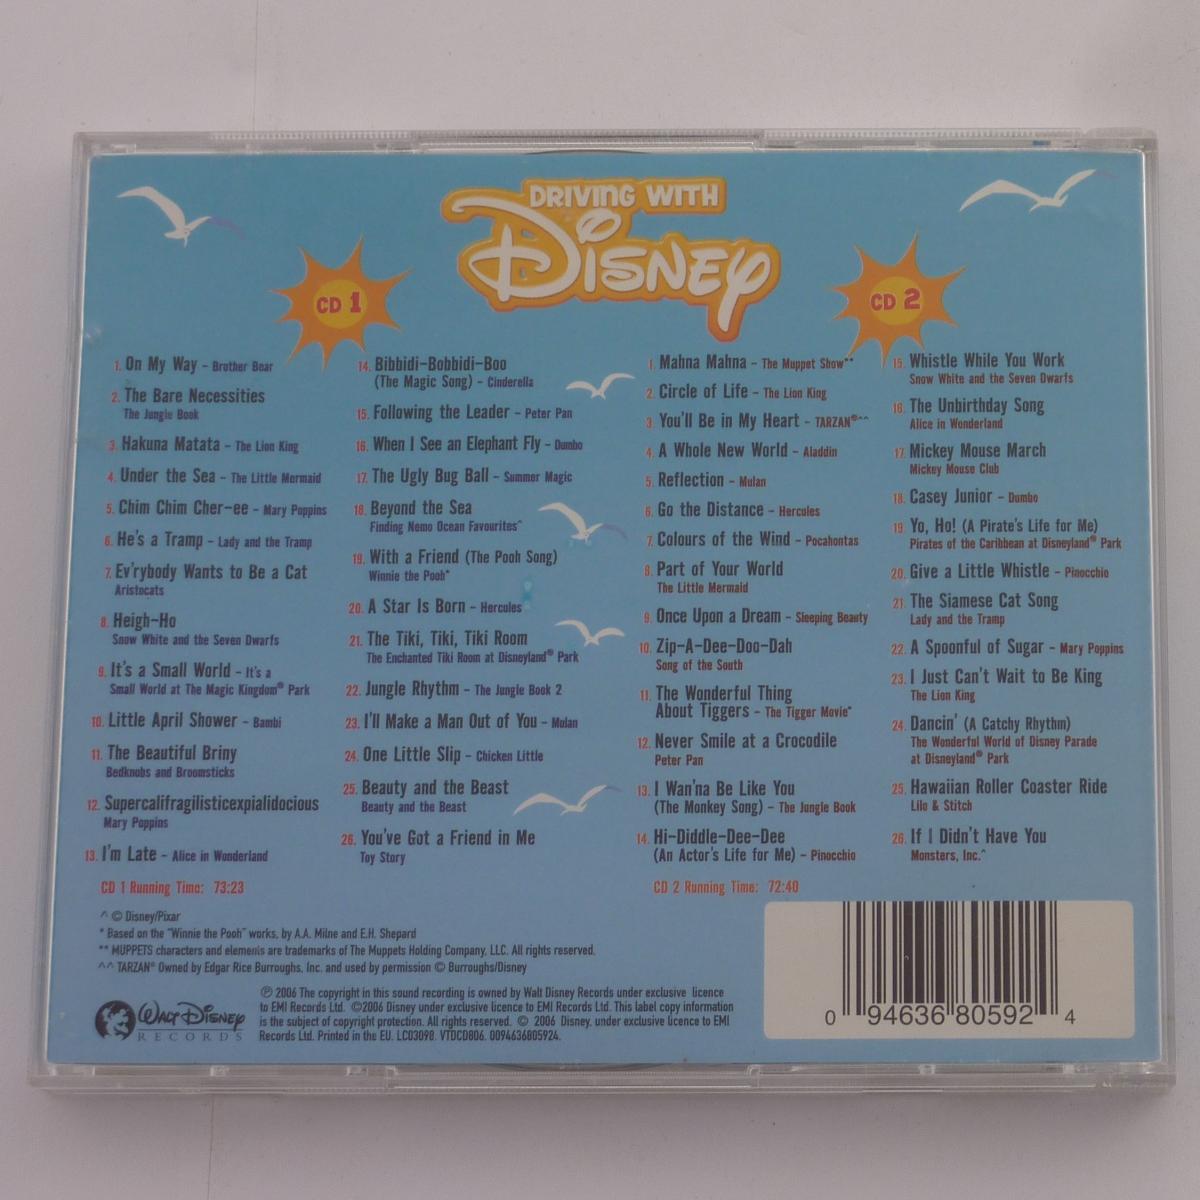 DRIVING WITH
DISNEY
CD 1
1. On My Way - Brother Bear
2. The Bare Necessities
The Jungle Book
3. Hakuna Matata - The Lion King
4. Under the Sea - The Little Mermaid
5. Chim Chim Cher-ee - Mary Poppins
6. He's a Tramp - Lady and the Tramp
7. Ev'rybody Wants to Be a Cat
Aristocats
8. Heigh-Ho
Snow White and the Seven Dwarfs
9. It's a Small World - It's a
Small World at The Magic Kingdom® Park
10. Little April Shower - Bambi
11. The Beautiful Briny
Bedknobs and Broomsticks
12. Supercalifragilisticexpialidocious
Mary Poppins
13. I'm Late - Alice in Wonderland
14. Bibbidi-Bobbidi-Boo
(The Magic Song) - Cinderella
15. Following the Leader - Peter Pan
16. When I See an Elephant Fly - Dumbo
17. The Ugly Bug Ball - Summer Magic
18. Beyond the Sea
Finding Nemo Ocean Favourites^
19. With a Friend (The Pooh Song)
Winnie the Pooh*
20. A Star Is Born - Hercules
21. The Tiki, Tiki, Tiki Room
The Enchanted Tiki Room at Disneyland® Park
22. Jungle Rhythm - The Jungle Book 2
23. I'll Make a Man Out of You - Mulan
24. One Little Slip - Chicken Little
25. Beauty and the Beast
Beauty and the Beast
26. You've Got a Friend in Me
Toy Story
CD 1 Running Time: 73:23
CD 2
1. Mahna Mahna - The Muppet Show**
2. Circle of Life - The Lion King
3. You'll Be in My Heart - TARZAN®^^
4. A Whole New World - Aladdin
5. Reflection - Mulan
6. Go the Distance - Hercules
7. Colours of the Wind - Pocahontas
8. Part of Your World
The Little Mermaid
9. Once Upon a Dream - Sleeping Beauty
10. Zip-A-Dee-Doo-Dah
Song of the South
11. The Wonderful Thing
About Tiggers - The Tigger Movie*
12. Never Smile at a Crocodile
Peter Pan
13. I Wan'na Be Like You
(The Monkey Song) - The Jungle Book
14. Hi-Diddle-Dee-Dee
(An Actor's Life for Me) - Pinocchio
15. Whistle While You Work
Snow White and the Seven Dwarfs
16. The Unbirthday Song
Alice in Wonderland
17. Mickey Mouse March
Mickey Mouse Club
18. Casey Junior - Dumbo
19. Yo, Ho! (A Pirate's Life for Me)
Pirates of the Caribbean at Disneyland® Park
20. Give a Little Whistle - Pinocchio
21. The Siamese Cat Song
Lady and the Tramp
22. A Spoonful of Sugar - Mary Poppins
23. I Just Can't Wait to Be King
The Lion King
24. Dancin' (A Catchy Rhythm)
The Wonderful World of Disney Parade
at Disneyland® Park
25. Hawaiian Roller Coaster Ride
Lilo & Stitch
26. If I Didn't Have You
Monsters, Inc.^
CD 2 Running Time: 72:40
^ © Disney/Pixar
* Based on the "Winnie the Pooh" works, by A.A. Milne and E.H. Shepard
** MUPPETS characters and elements are trademarks of The Muppets Holding Company, LLC. All rights reserved.
^^ TARZAN® Owned by Edgar Rice Burroughs, Inc. and used by permission © Burroughs/Disney
WALT DISNEY
RECORDS
℗ 2006 The copyright in this sound recording is owned by Walt Disney Records under exclusive licence
to EMI Records Ltd. ©2006 Disney under exclusive licence to EMI Records Ltd. This label copy information
is the subject of copyright protection. All rights reserved. © 2006 Disney, under exclusive licence to EMI
Records Ltd. Printed in the EU. LC03098. VTDCD806. 0094636805924.
0 94636 80592 4